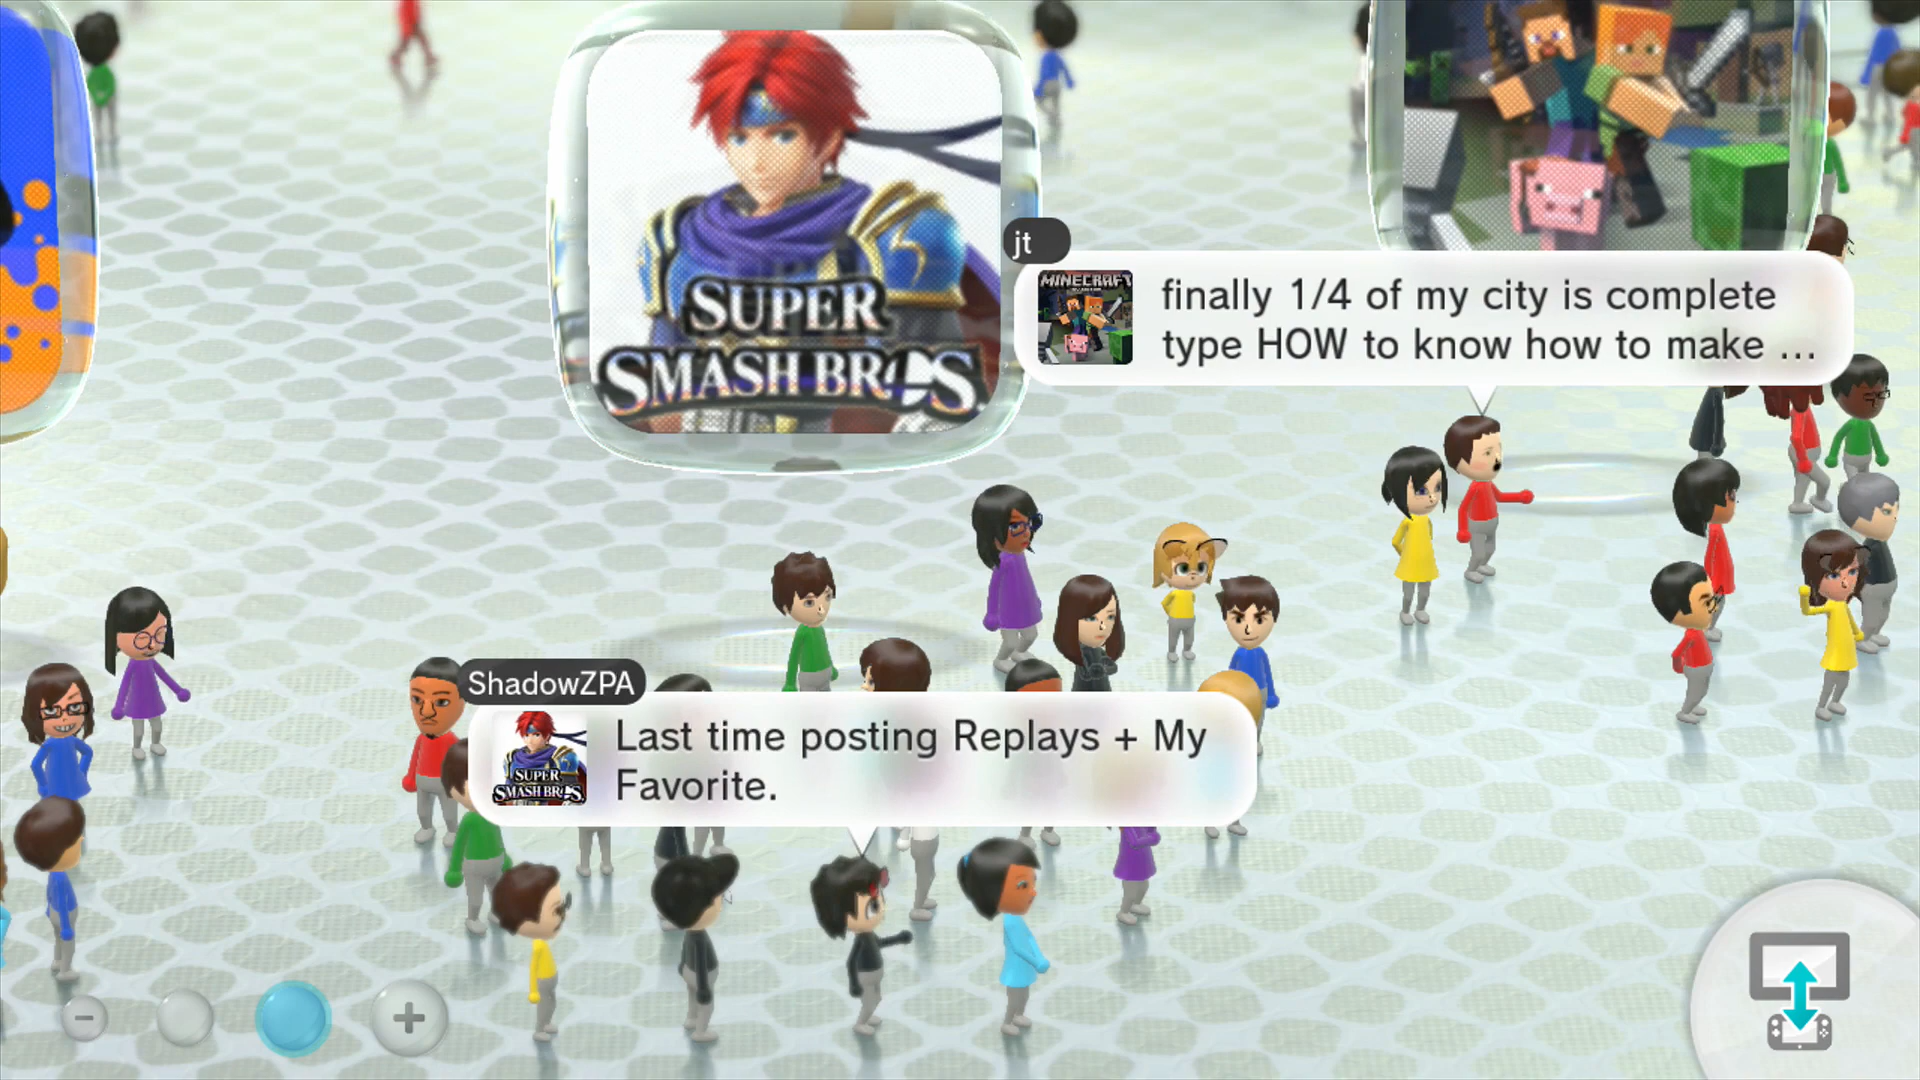 SUPER
SMASH BROS
jt
MINECRAFT
finally 1/4 of my city is complete
type HOW to know how to make ...
ShadowZPA
SUPER
SMASH BROS.
Last time posting Replays + My
Favorite.